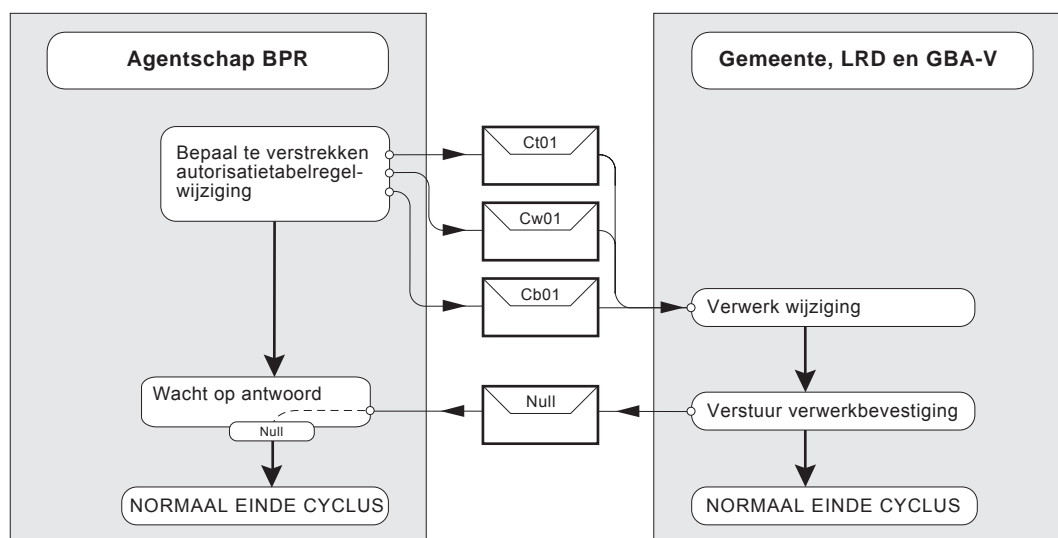 Agentschap BPR
Gemeente, LRD en GBA-V
Bepaal te verstrekken
autorisatietabelregel-
wijziging
Ct01
Cw01
Cb01
Verwerk wijziging
Wacht op antwoord
Null
Null
Verstuur verwerkbevestiging
NORMAAL EINDE CYCLUS
NORMAAL EINDE CYCLUS